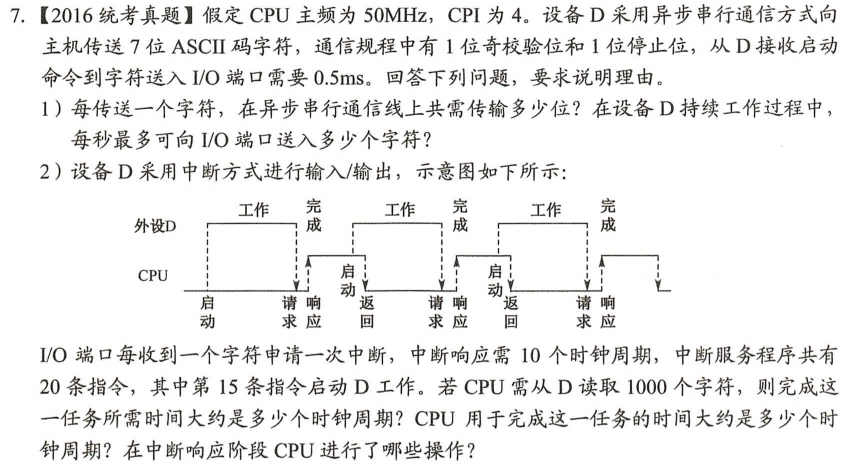 7. 【2016 统考真题】假定 CPU 主频为 50MHz，CPI 为 4。设备 D 采用异步串行通信方式向
主机传送 7 位 ASCII 码字符，通信规程中有 1 位奇校验位和 1 位停止位，从 D 接收启动
命令到字符送入 I/O 端口需要 0.5ms。回答下列问题，要求说明理由。
1）每传送一个字符，在异步串行通信线上共需传输多少位？在设备 D 持续工作过程中，
每秒最多可向 I/O 端口送入多少个字符？
2）设备 D 采用中断方式进行输入/输出，示意图如下所示：
工作 完成 工作 完成 工作 完成
外设D
CPU
启动 请求 响应 启动 返回 请求 响应 启动 返回 请求 响应
I/O 端口每收到一个字符申请一次中断，中断响应需 10 个时钟周期，中断服务程序共有
20 条指令，其中第 15 条指令启动 D 工作。若 CPU 需从 D 读取 1000 个字符，则完成这
一任务所需时间大约是多少个时钟周期？CPU 用于完成这一任务的时间大约是多少个时
钟周期？在中断响应阶段 CPU 进行了哪些操作？